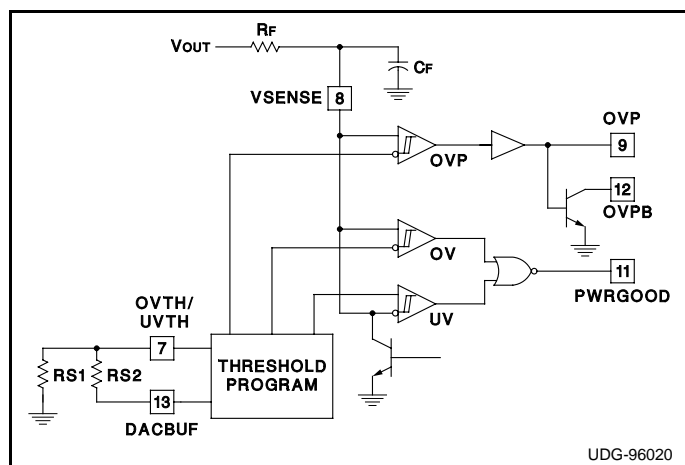 RF
VOUT
CF
VSENSE
8
OVP
9
OVP
12
OVPB
OV
11
PWRGOOD
OVTH/
UVTH
UV
7
THRESHOLD
PROGRAM
RS1
RS2
13
DACBUF
UDG-96020